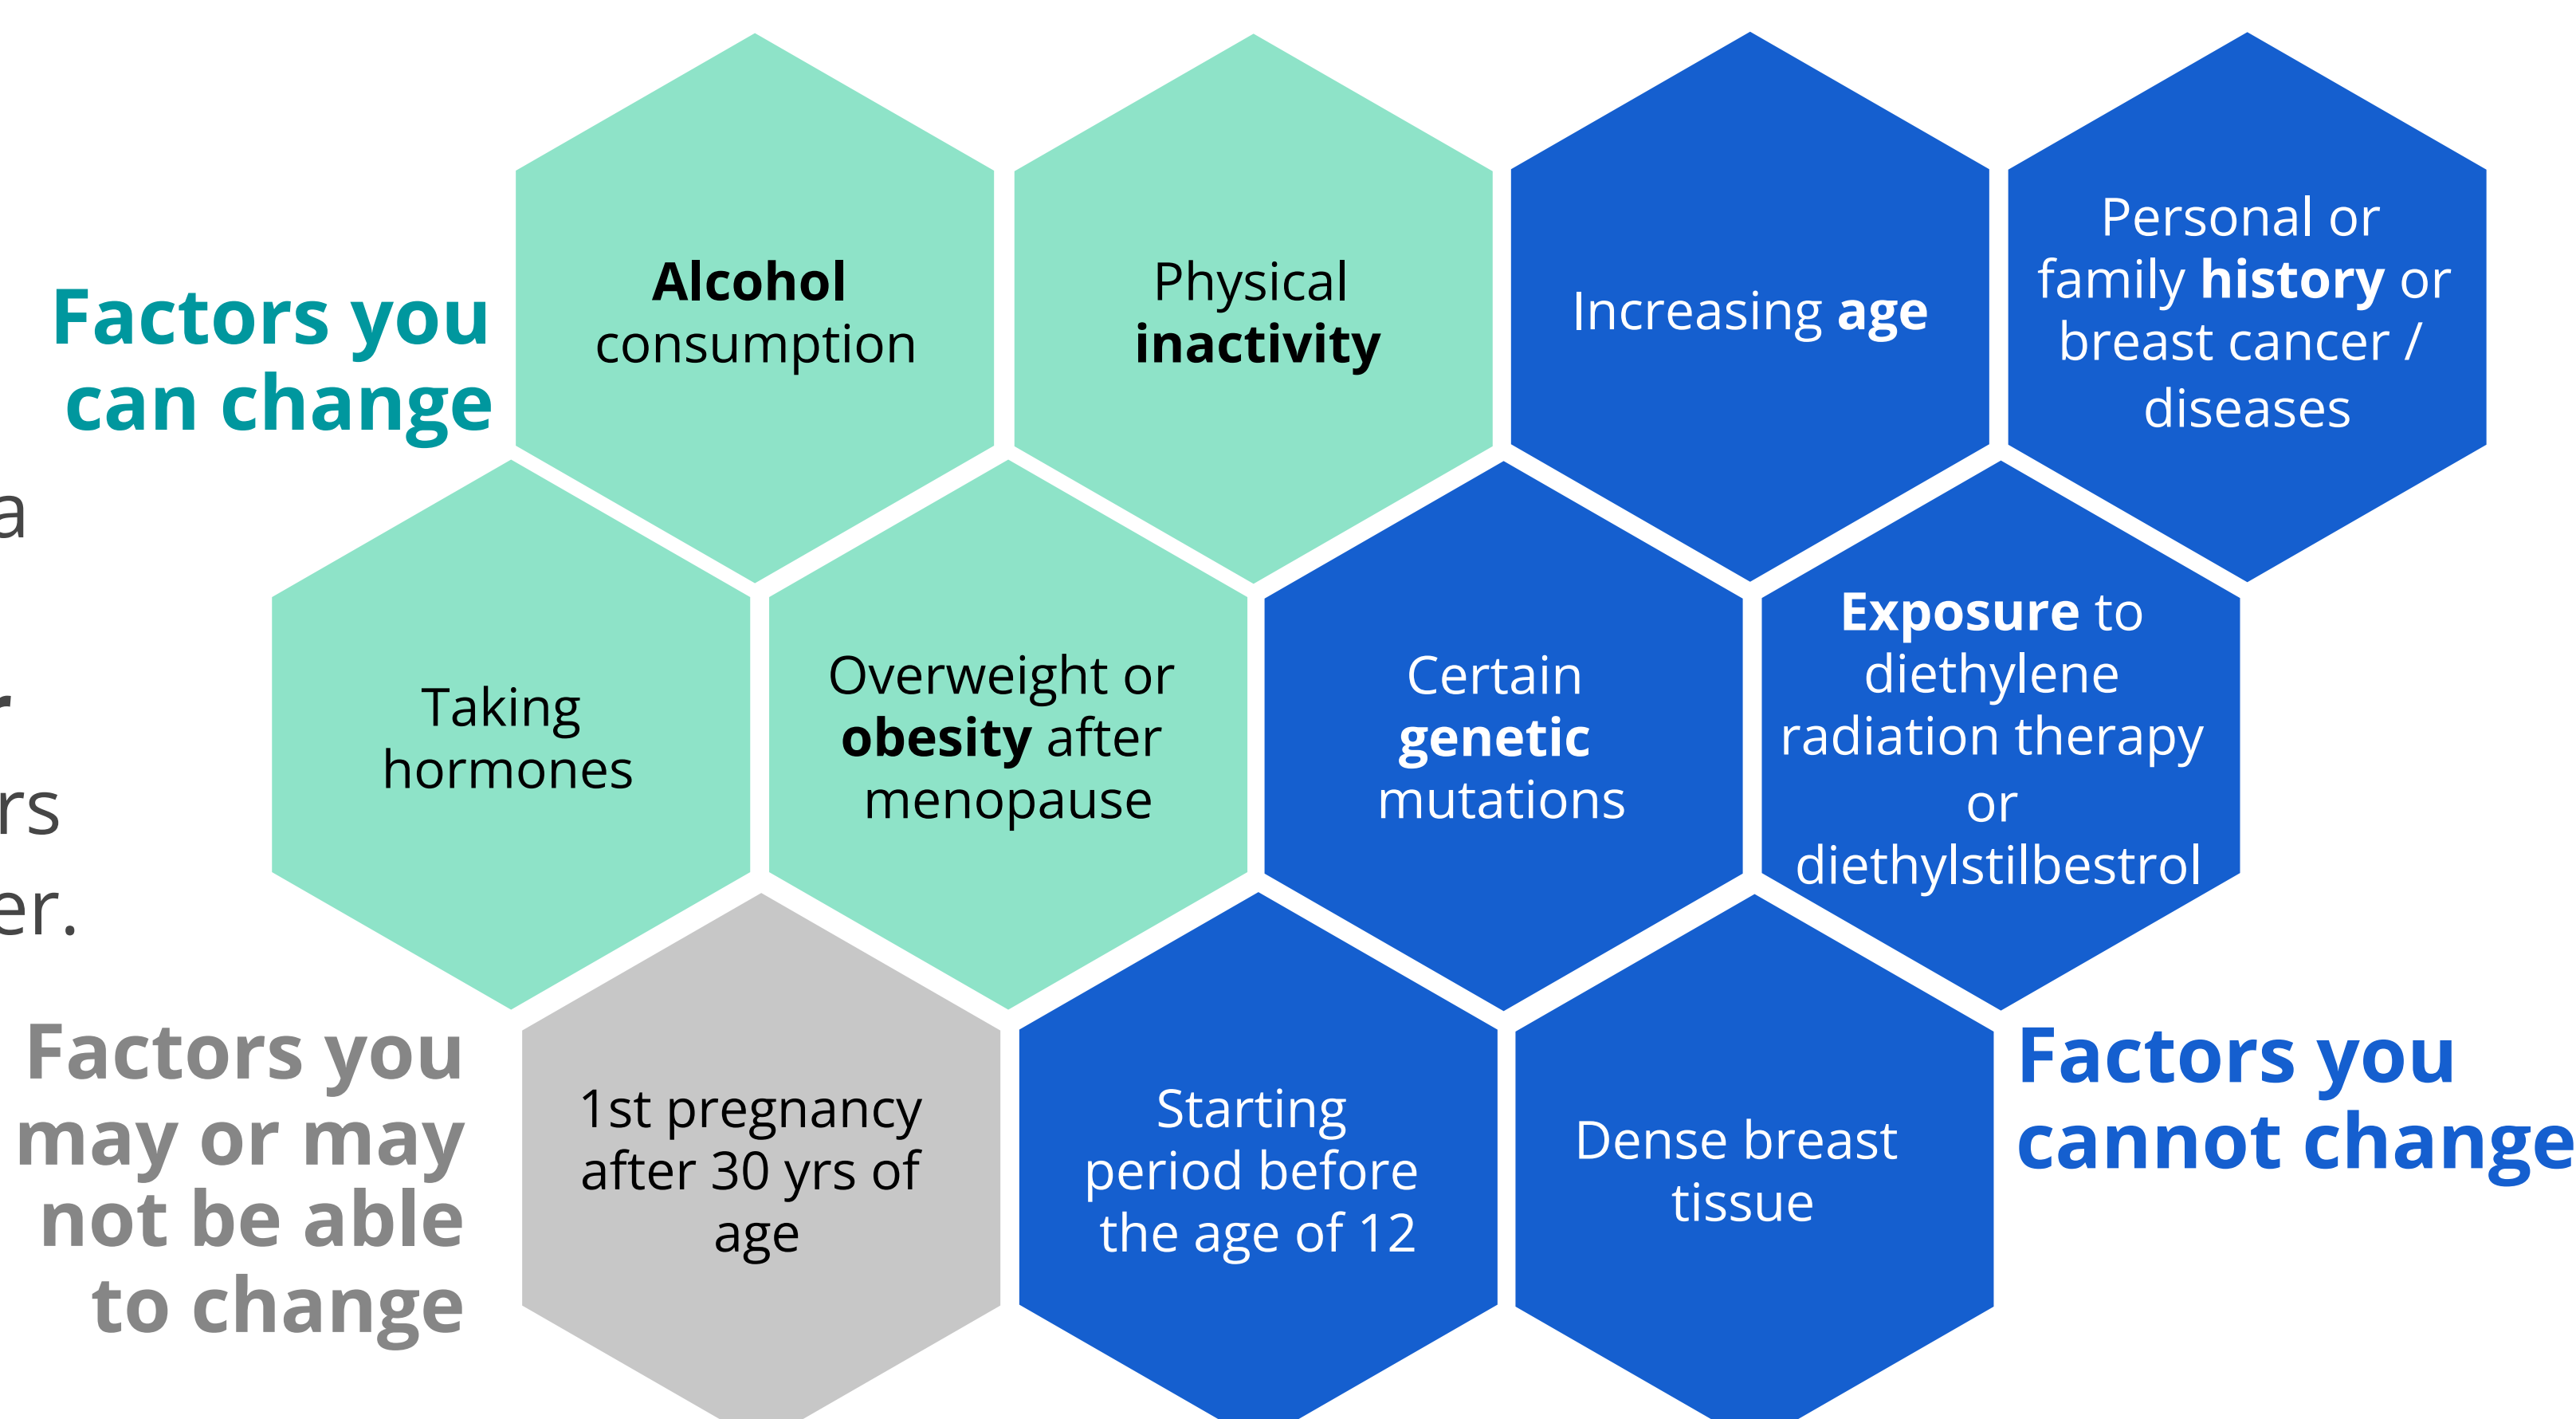 Factors you
can change
a
r
rs
er.
Alcohol
consumption
Physical
inactivity
Increasing age
Personal or
family history or
breast cancer /
diseases
Taking
hormones
Overweight or
obesity after
menopause
Certain
genetic
mutations
Exposure to
diethylene
radiation therapy
or
diethylstilbestrol
Factors you
may or may
not be able
to change
1st pregnancy
after 30 yrs of
age
Starting
period before
the age of 12
Dense breast
tissue
Factors you
cannot change